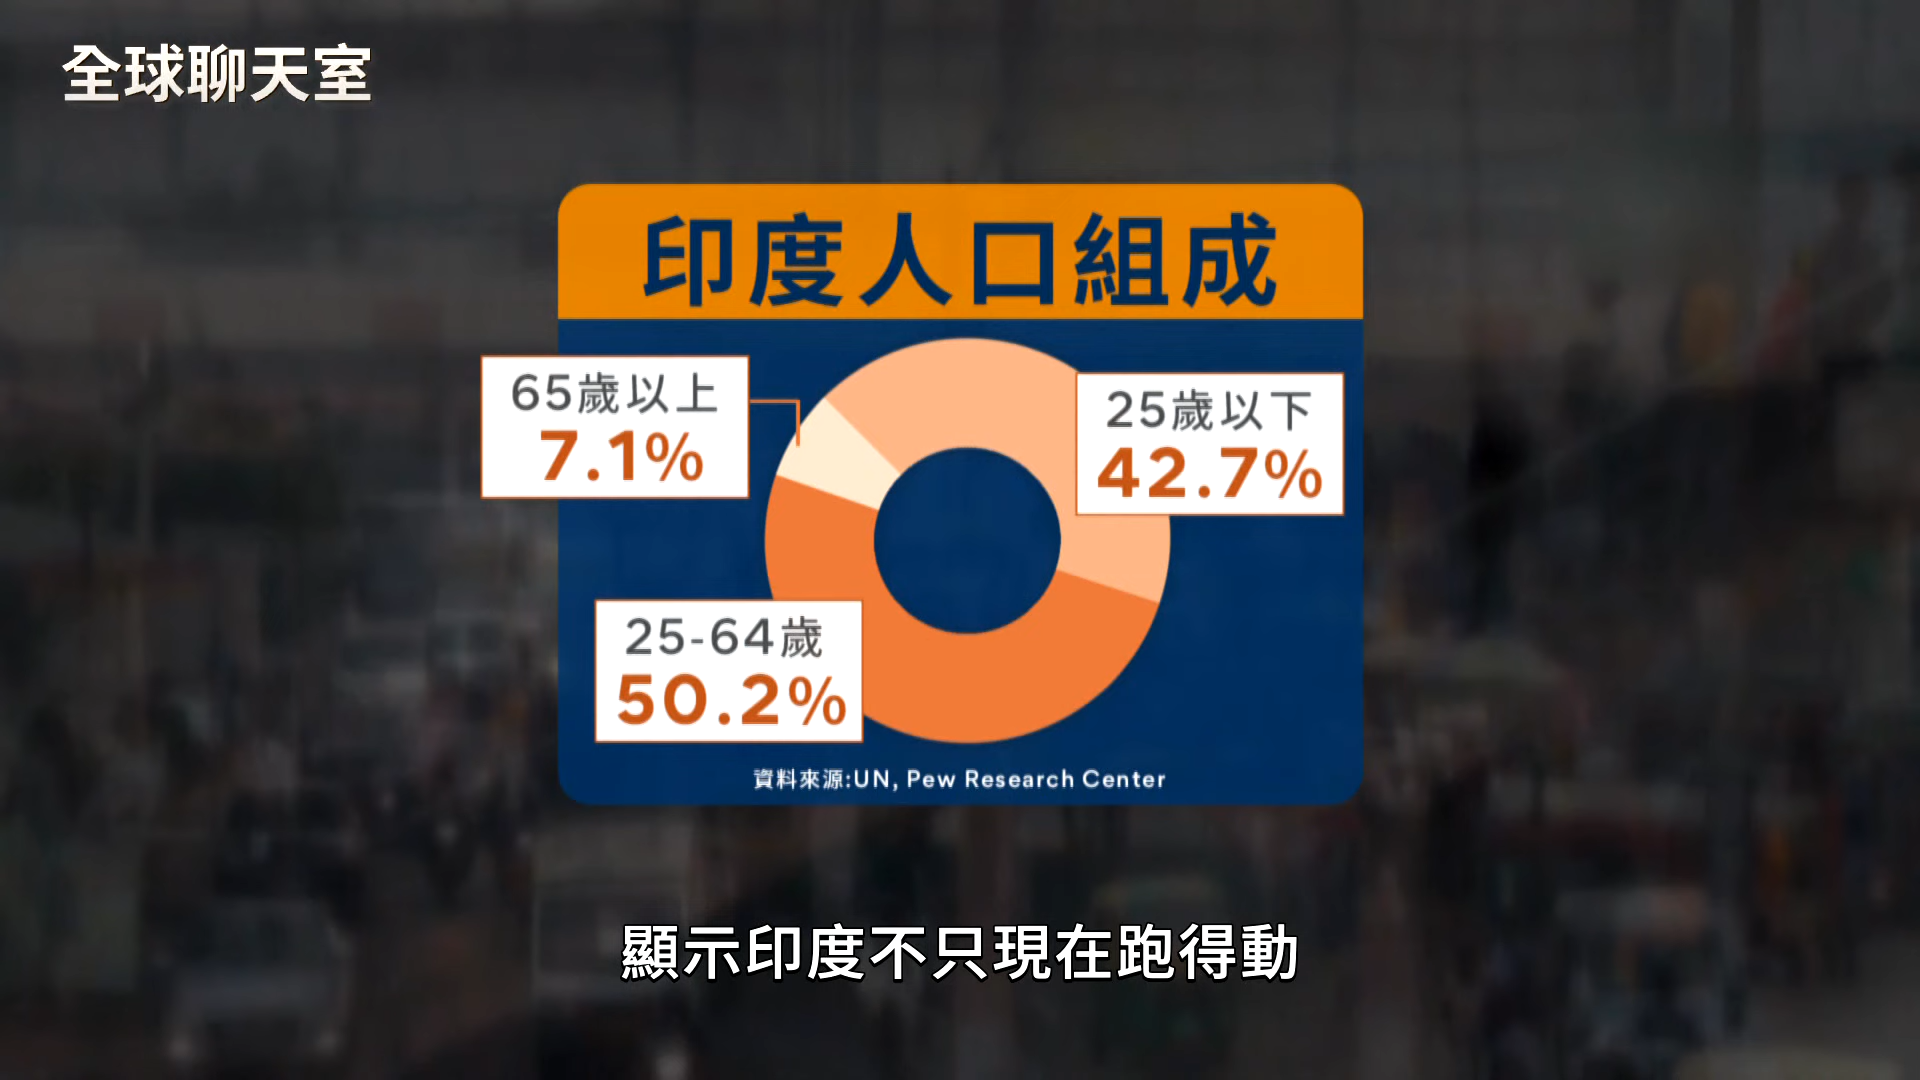 全球聊天室
印度人口組成
65歲以上
7.1%
25歲以下
42.7%
25-64歲
50.2%
資料來源:UN, Pew Research Center
顯示印度不只現在跑得動